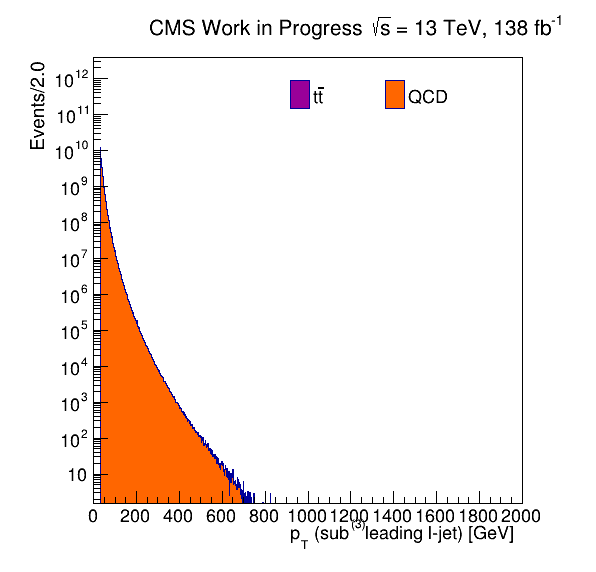 CMS Work in Progress √s = 13 TeV, 138 fb⁻¹
Events/2.0
tt̄
QCD
10¹²
10¹¹
10¹⁰
10⁹
10⁸
10⁷
10⁶
10⁵
10⁴
10³
10²
10
0 200 400 600 800 1000 1200 1400 1600 1800 2000
p_T (sub⁽³⁾leading l-jet) [GeV]